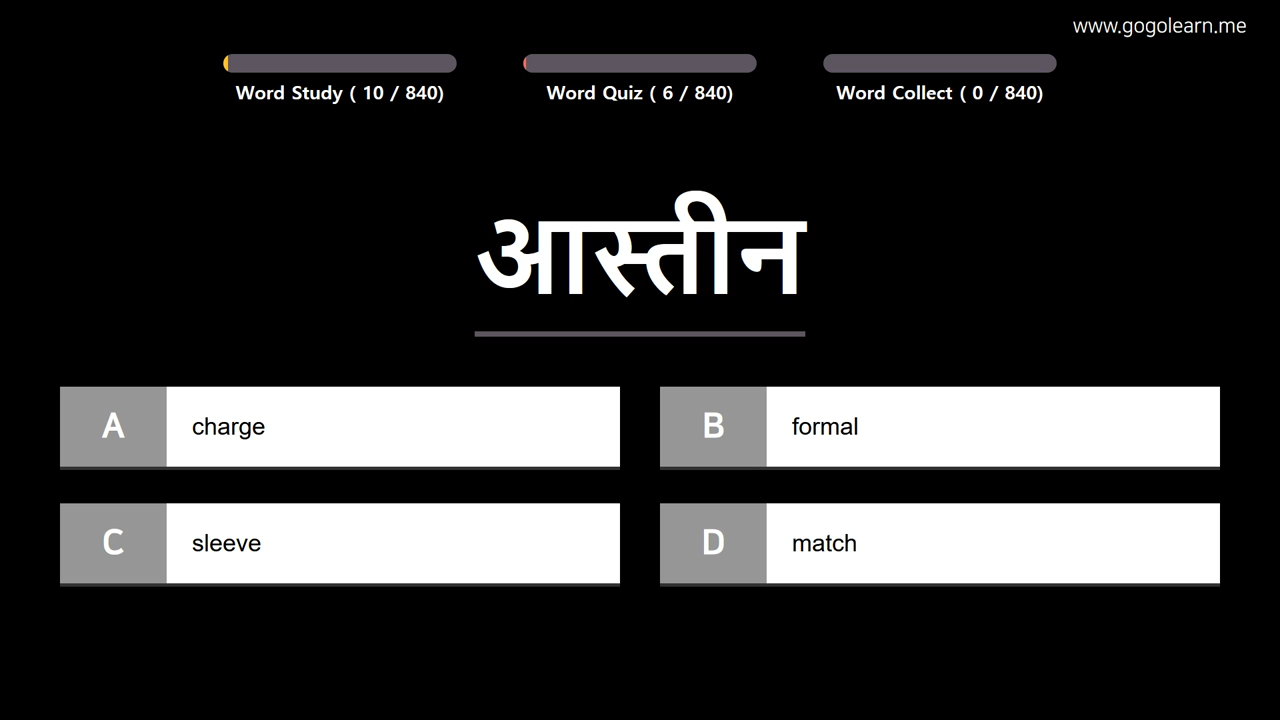 www.gogolearn.me
Word Study ( 10 / 840)
Word Quiz ( 6 / 840)
Word Collect ( 0 / 840)
आस्तीन
A charge
B formal
C sleeve
D match